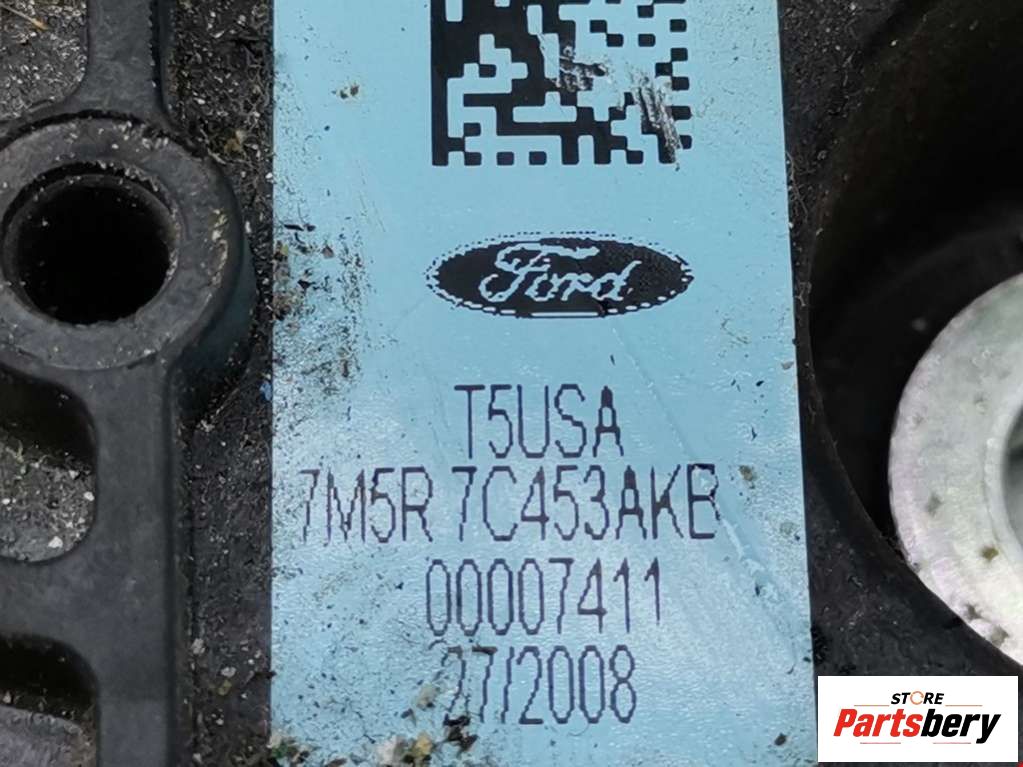 Ford
T5USA
7M5R 7C453AKB
00007411
27/2008
STORE
Partsbery